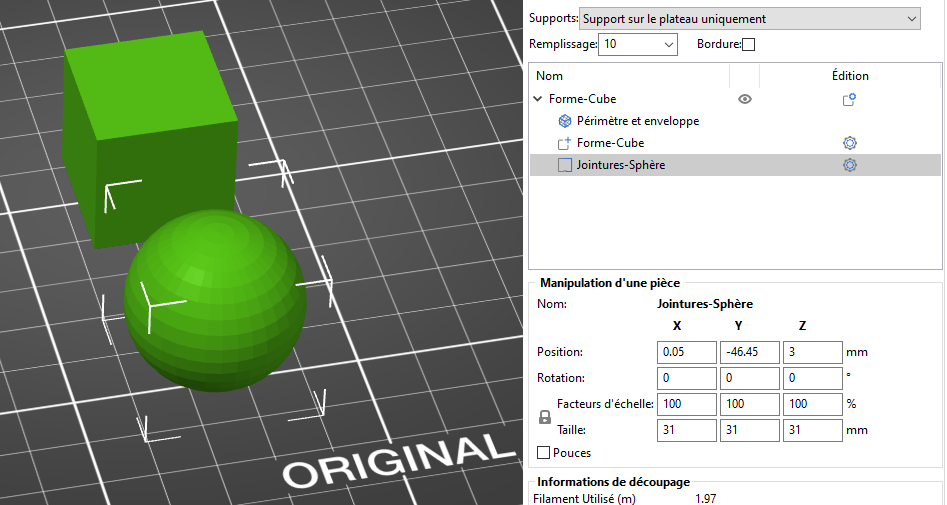 Supports: Support sur le plateau uniquement
Remplissage: 10 Bordure:
Nom Édition
Forme-Cube
Périmètre et enveloppe
Forme-Cube
Jointures-Sphère
Manipulation d'une pièce
Nom: Jointures-Sphère
X Y Z
Position: 0.05 -46.45 3 mm
Rotation: 0 0 0 °
Facteurs d'échelle: 100 100 100 %
Taille: 31 31 31 mm
Pouces
Informations de découpage
Filament Utilisé (m) 1.97
ORIGINAL